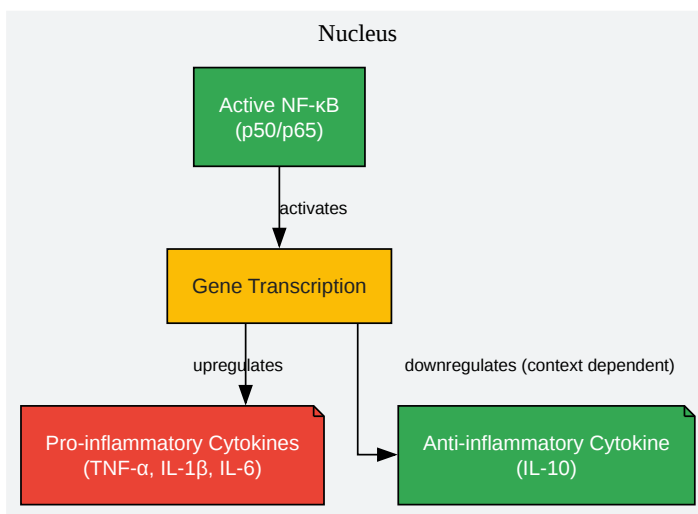 Nucleus
Active NF-κB
(p50/p65)
activates
Gene Transcription
upregulates
downregulates (context dependent)
Pro-inflammatory Cytokines
(TNF-α, IL-1β, IL-6)
Anti-inflammatory Cytokine
(IL-10)